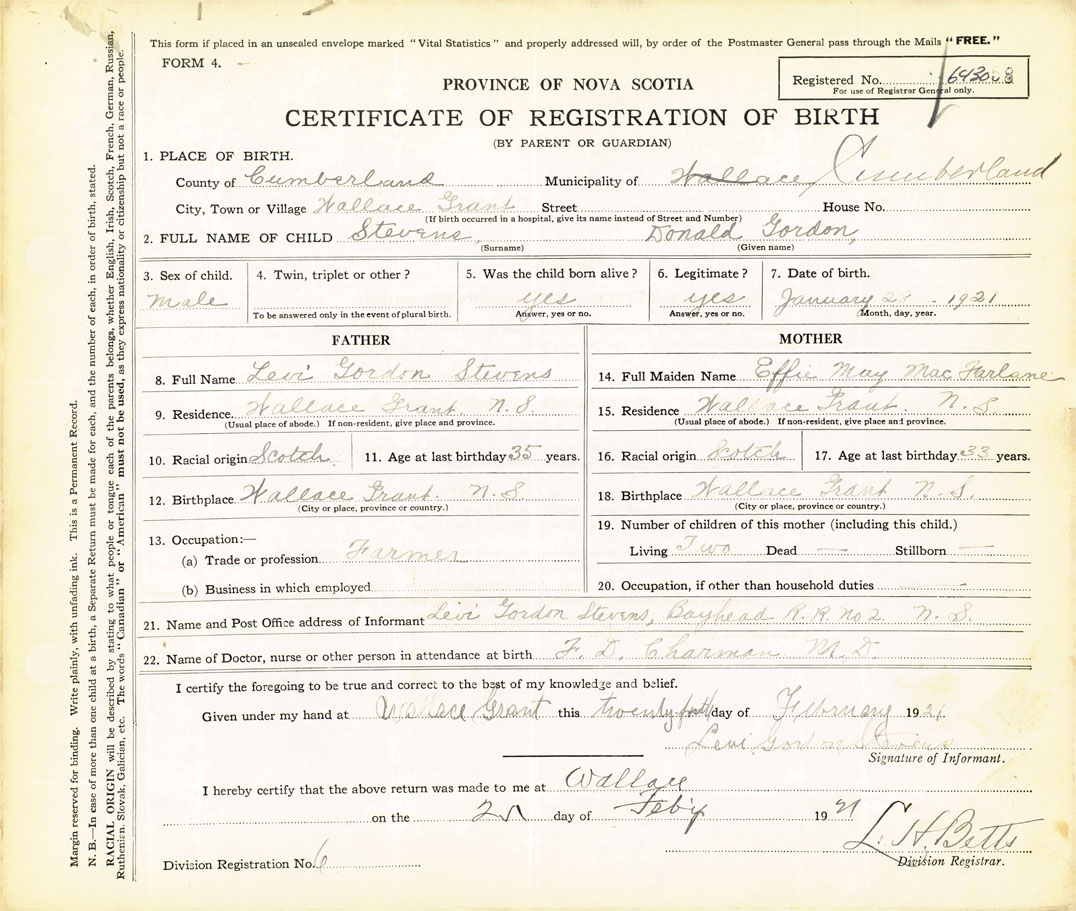 This form if placed in an unsealed envelope marked "Vital Statistics" and properly addressed will, by order of the Postmaster General pass through the Mails "FREE."
FORM 4.
Registered No.
For use of Registrar General only.
PROVINCE OF NOVA SCOTIA
CERTIFICATE OF REGISTRATION OF BIRTH
(BY PARENT OR GUARDIAN)
1. PLACE OF BIRTH.
County of Cumberland Municipality of Wallace Cumberland
City, Town or Village Wallace Grant Street House No.
(If birth occurred in a hospital, give its name instead of Street and Number)
2. FULL NAME OF CHILD Stevens, Donald Gordon,
(Surname) (Given name)
3. Sex of child. 4. Twin, triplet or other? 5. Was the child born alive? 6. Legitimate? 7. Date of birth.
Male yes yes January 28 - 1921
To be answered only in the event of plural birth. Answer, yes or no. Answer, yes or no. Month, day, year.
FATHER MOTHER
8. Full Name Levi Gordon Stevens 14. Full Maiden Name Effie May MacFarlane
9. Residence. Wallace Grant. N.S. 15. Residence Wallace Grant. N.S.
(Usual place of abode.) If non-resident, give place and province. (Usual place of abode.) If non-resident, give place and province.
10. Racial origin Scotch 11. Age at last birthday 35 years. 16. Racial origin Scotch 17. Age at last birthday 33 years.
12. Birthplace Wallace Grant. N.S. 18. Birthplace Wallace Grant N.S.
(City or place, province or country.) (City or place, province or country.)
13. Occupation:— 19. Number of children of this mother (including this child.)
(a) Trade or profession Farmer Living Two Dead — Stillborn —
(b) Business in which employed 20. Occupation, if other than household duties -
21. Name and Post Office address of Informant Levi Gordon Stevens, Bayhead R.R. No 2. N.S.
22. Name of Doctor, nurse or other person in attendance at birth F. D. Charman M.D
I certify the foregoing to be true and correct to the best of my knowledge and belief.
Given under my hand at Wallace Grant this day of February 1921.
Levi Gordon Stevens
Signature of Informant.
I hereby certify that the above return was made to me at Wallace
on the day of Feb'y 1921
L. H. Betts
Division Registration No. 6 Division Registrar.
Margin reserved for binding. Write plainly, with unfading ink. This is Permanent Record.
N. B.—In case of more than one child at a birth, a Separate Return must be made for each, and the number of each, in order of birth, stated.
RACIAL ORIGIN will be described by stating to what people or tongue each of the parents belongs, whether English, Irish, Scotch, French, German, Russian,
Ruthenian, Slovak, Galician, etc. The words "Canadian" or "American" must not be used, as they express nationality or citizenship but not a race or people.